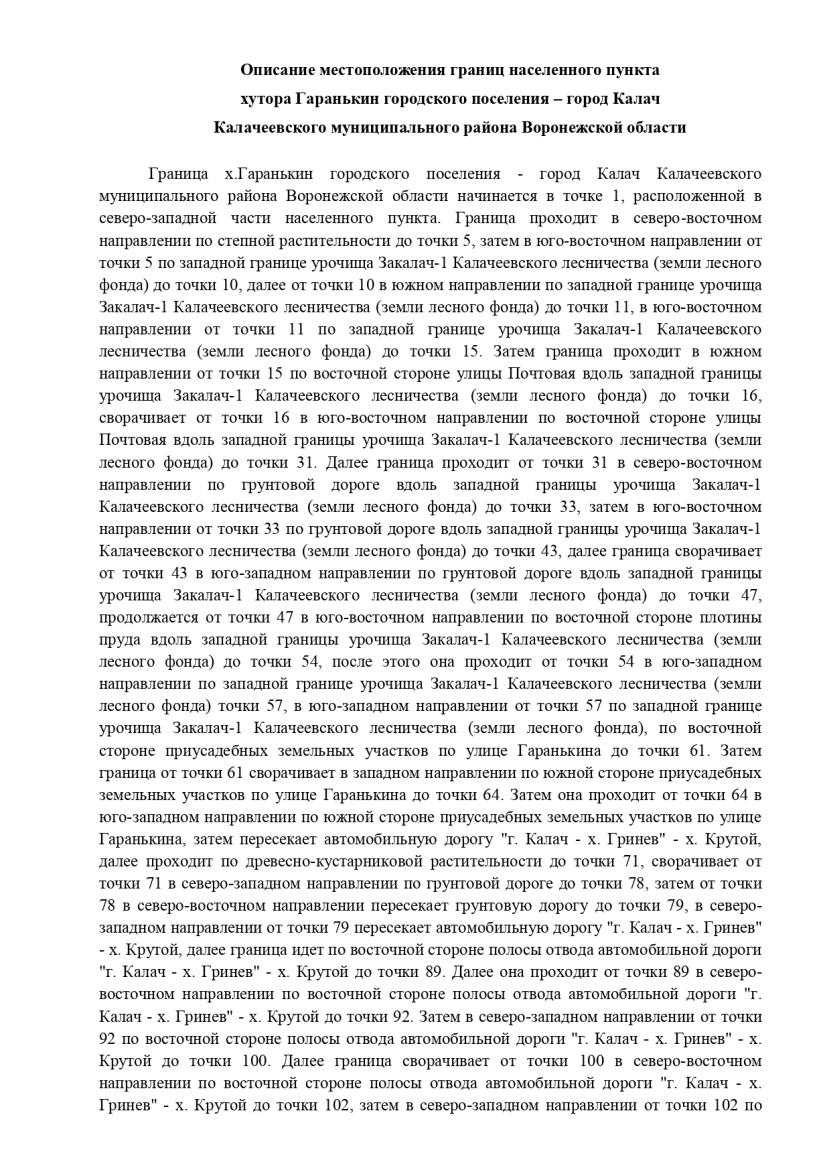 Описание местоположения границ населенного пункта
хутора Гаранькин городского поселения – город Калач
Калачеевского муниципального района Воронежской области
Граница х.Гаранькин городского поселения - город Калач Калачеевского
муниципального района Воронежской области начинается в точке 1, расположенной в
северо-западной части населенного пункта. Граница проходит в северо-восточном
направлении по степной растительности до точки 5, затем в юго-восточном направлении от
точки 5 по западной границе урочища Закалач-1 Калачеевского лесничества (земли лесного
фонда) до точки 10, далее от точки 10 в южном направлении по западной границе урочища
Закалач-1 Калачеевского лесничества (земли лесного фонда) до точки 11, в юго-восточном
направлении от точки 11 по западной границе урочища Закалач-1 Калачеевского
лесничества (земли лесного фонда) до точки 15. Затем граница проходит в южном
направлении от точки 15 по восточной стороне улицы Почтовая вдоль западной границы
урочища Закалач-1 Калачеевского лесничества (земли лесного фонда) до точки 16,
сворачивает от точки 16 в юго-восточном направлении по восточной стороне улицы
Почтовая вдоль западной границы урочища Закалач-1 Калачеевского лесничества (земли
лесного фонда) до точки 31. Далее граница проходит от точки 31 в северо-восточном
направлении по грунтовой дороге вдоль западной границы урочища Закалач-1
Калачеевского лесничества (земли лесного фонда) до точки 33, затем в юго-восточном
направлении от точки 33 по грунтовой дороге вдоль западной границы урочища Закалач-1
Калачеевского лесничества (земли лесного фонда) до точки 43, далее граница сворачивает
от точки 43 в юго-западном направлении по грунтовой дороге вдоль западной границы
урочища Закалач-1 Калачеевского лесничества (земли лесного фонда) до точки 47,
продолжается от точки 47 в юго-восточном направлении по восточной стороне плотины
пруда вдоль западной границы урочища Закалач-1 Калачеевского лесничества (земли
лесного фонда) до точки 54, после этого она проходит от точки 54 в юго-западном
направлении по западной границе урочища Закалач-1 Калачеевского лесничества (земли
лесного фонда) точки 57, в юго-западном направлении от точки 57 по западной границе
урочища Закалач-1 Калачеевского лесничества (земли лесного фонда), по восточной
стороне приусадебных земельных участков по улице Гаранькина до точки 61. Затем
граница от точки 61 сворачивает в западном направлении по южной стороне приусадебных
земельных участков по улице Гаранькина до точки 64. Затем она проходит от точки 64 в
юго-западном направлении по южной стороне приусадебных земельных участков по улице
Гаранькина, затем пересекает автомобильную дорогу "г. Калач - х. Гринев" - х. Крутой,
далее проходит по древесно-кустарниковой растительности до точки 71, сворачивает от
точки 71 в северо-западном направлении по грунтовой дороге до точки 78, затем от точки
78 в северо-восточном направлении пересекает грунтовую дорогу до точки 79, в северо-
западном направлении от точки 79 пересекает автомобильную дорогу "г. Калач - х. Гринев"
- х. Крутой, далее граница идет по восточной стороне полосы отвода автомобильной дороги
"г. Калач - х. Гринев" - х. Крутой до точки 89. Далее она проходит от точки 89 в северо-
восточном направлении по восточной стороне полосы отвода автомобильной дороги "г.
Калач - х. Гринев" - х. Крутой до точки 92. Затем в северо-западном направлении от точки
92 по восточной стороне полосы отвода автомобильной дороги "г. Калач - х. Гринев" - х.
Крутой до точки 100. Далее граница сворачивает от точки 100 в северо-восточном
направлении по восточной стороне полосы отвода автомобильной дороги "г. Калач - х.
Гринев" - х. Крутой до точки 102, затем в северо-западном направлении от точки 102 по